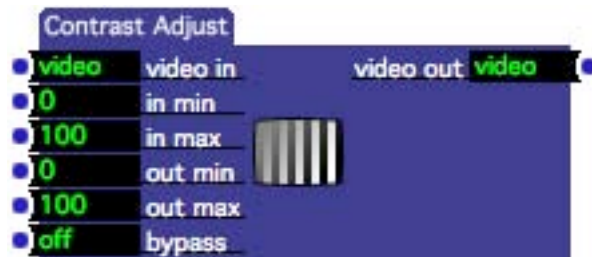 Contrast Adjust
video video in video out video
0 in min
100 in max
0 out min
100 out max
off bypass